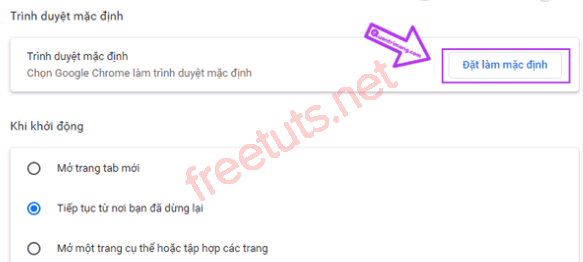 Trình duyệt mặc định
Quantrimang.com
Trình duyệt mặc định
Chọn Google Chrome làm trình duyệt mặc định
Đặt làm mặc định
freetuts.net
Khi khởi động
Mở trang tab mới
Tiếp tục từ nơi bạn đã dừng lại
Mở một trang cụ thể hoặc tập hợp các trang